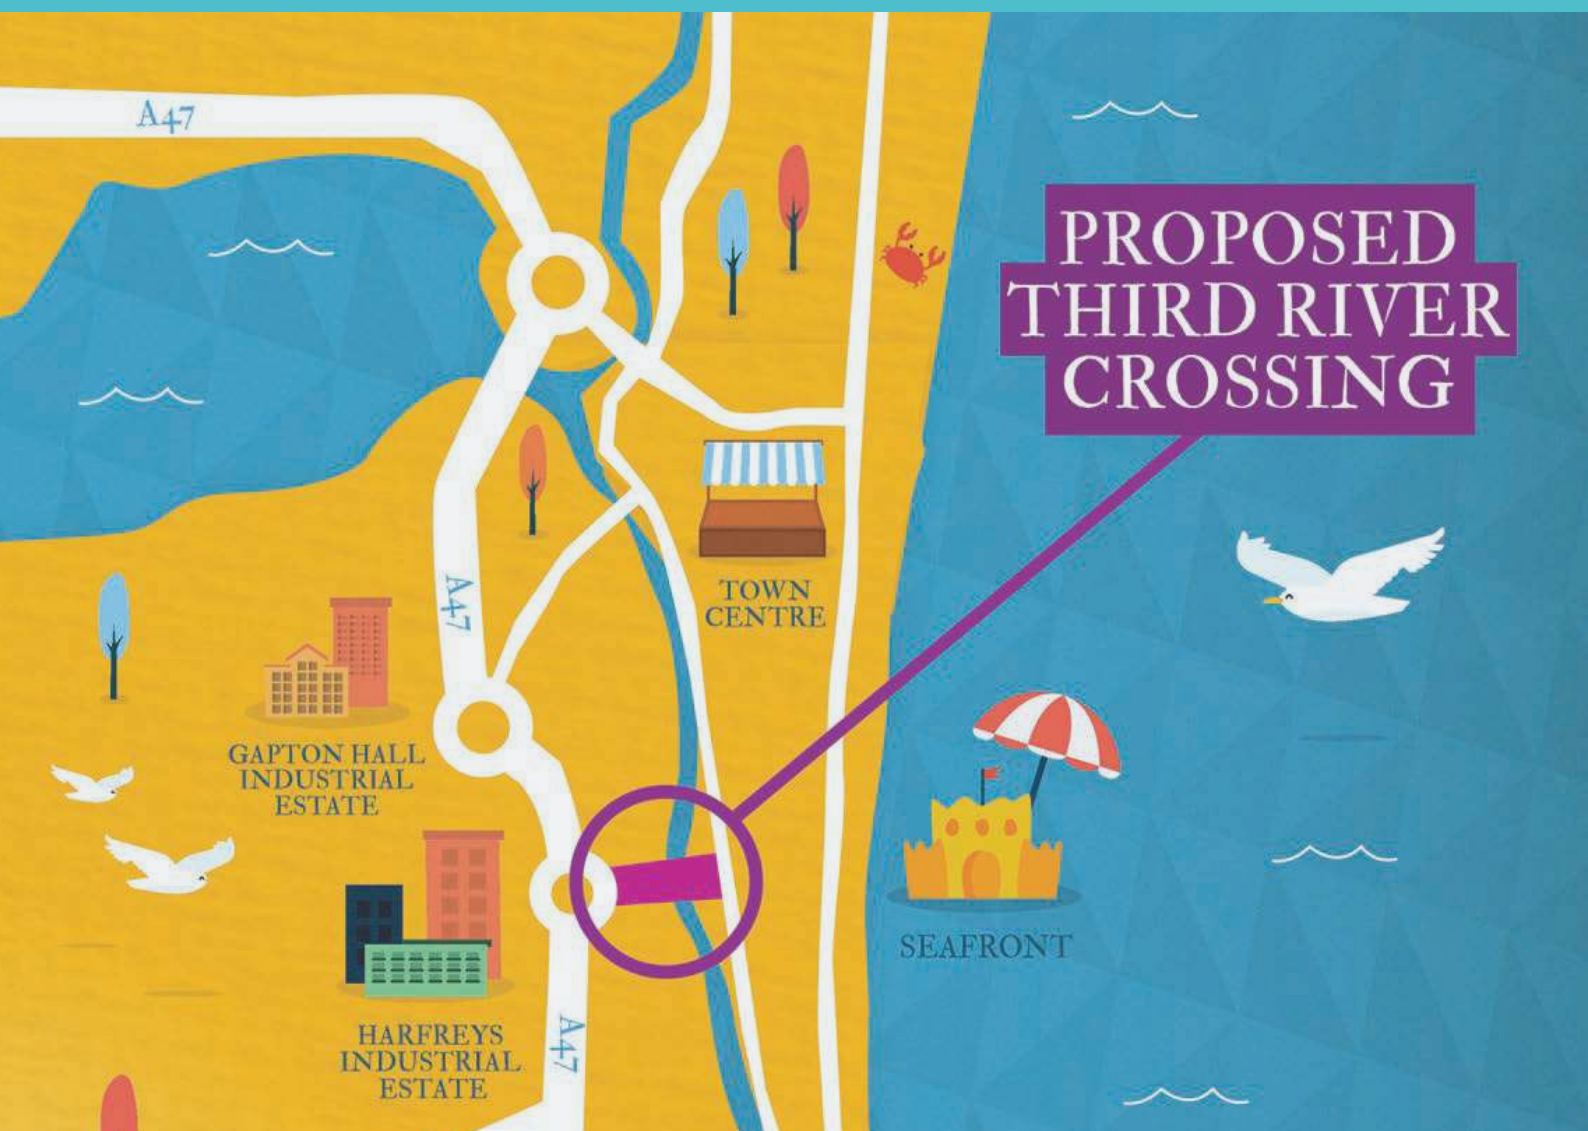 A47
PROPOSED
THIRD RIVER
CROSSING
A47
TOWN
CENTRE
GAPTON HALL
INDUSTRIAL
ESTATE
SEAFRONT
HARFREYS
INDUSTRIAL
ESTATE
A47